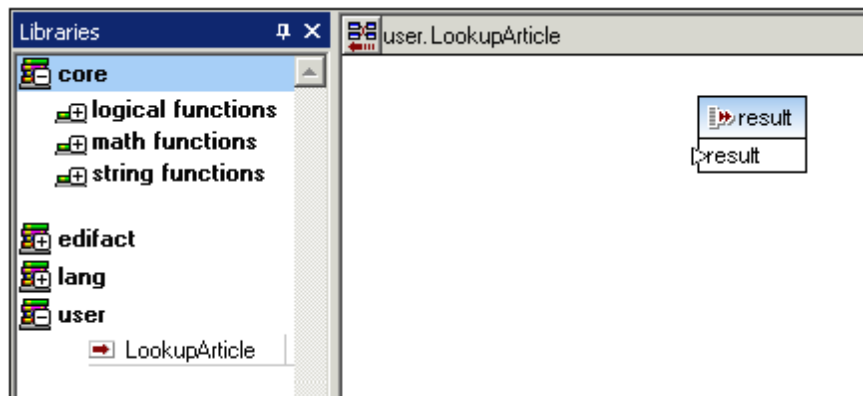 Libraries
core
logical functions
math functions
string functions
edifact
lang
user
LookupArticle
user.LookupArticle
result
result